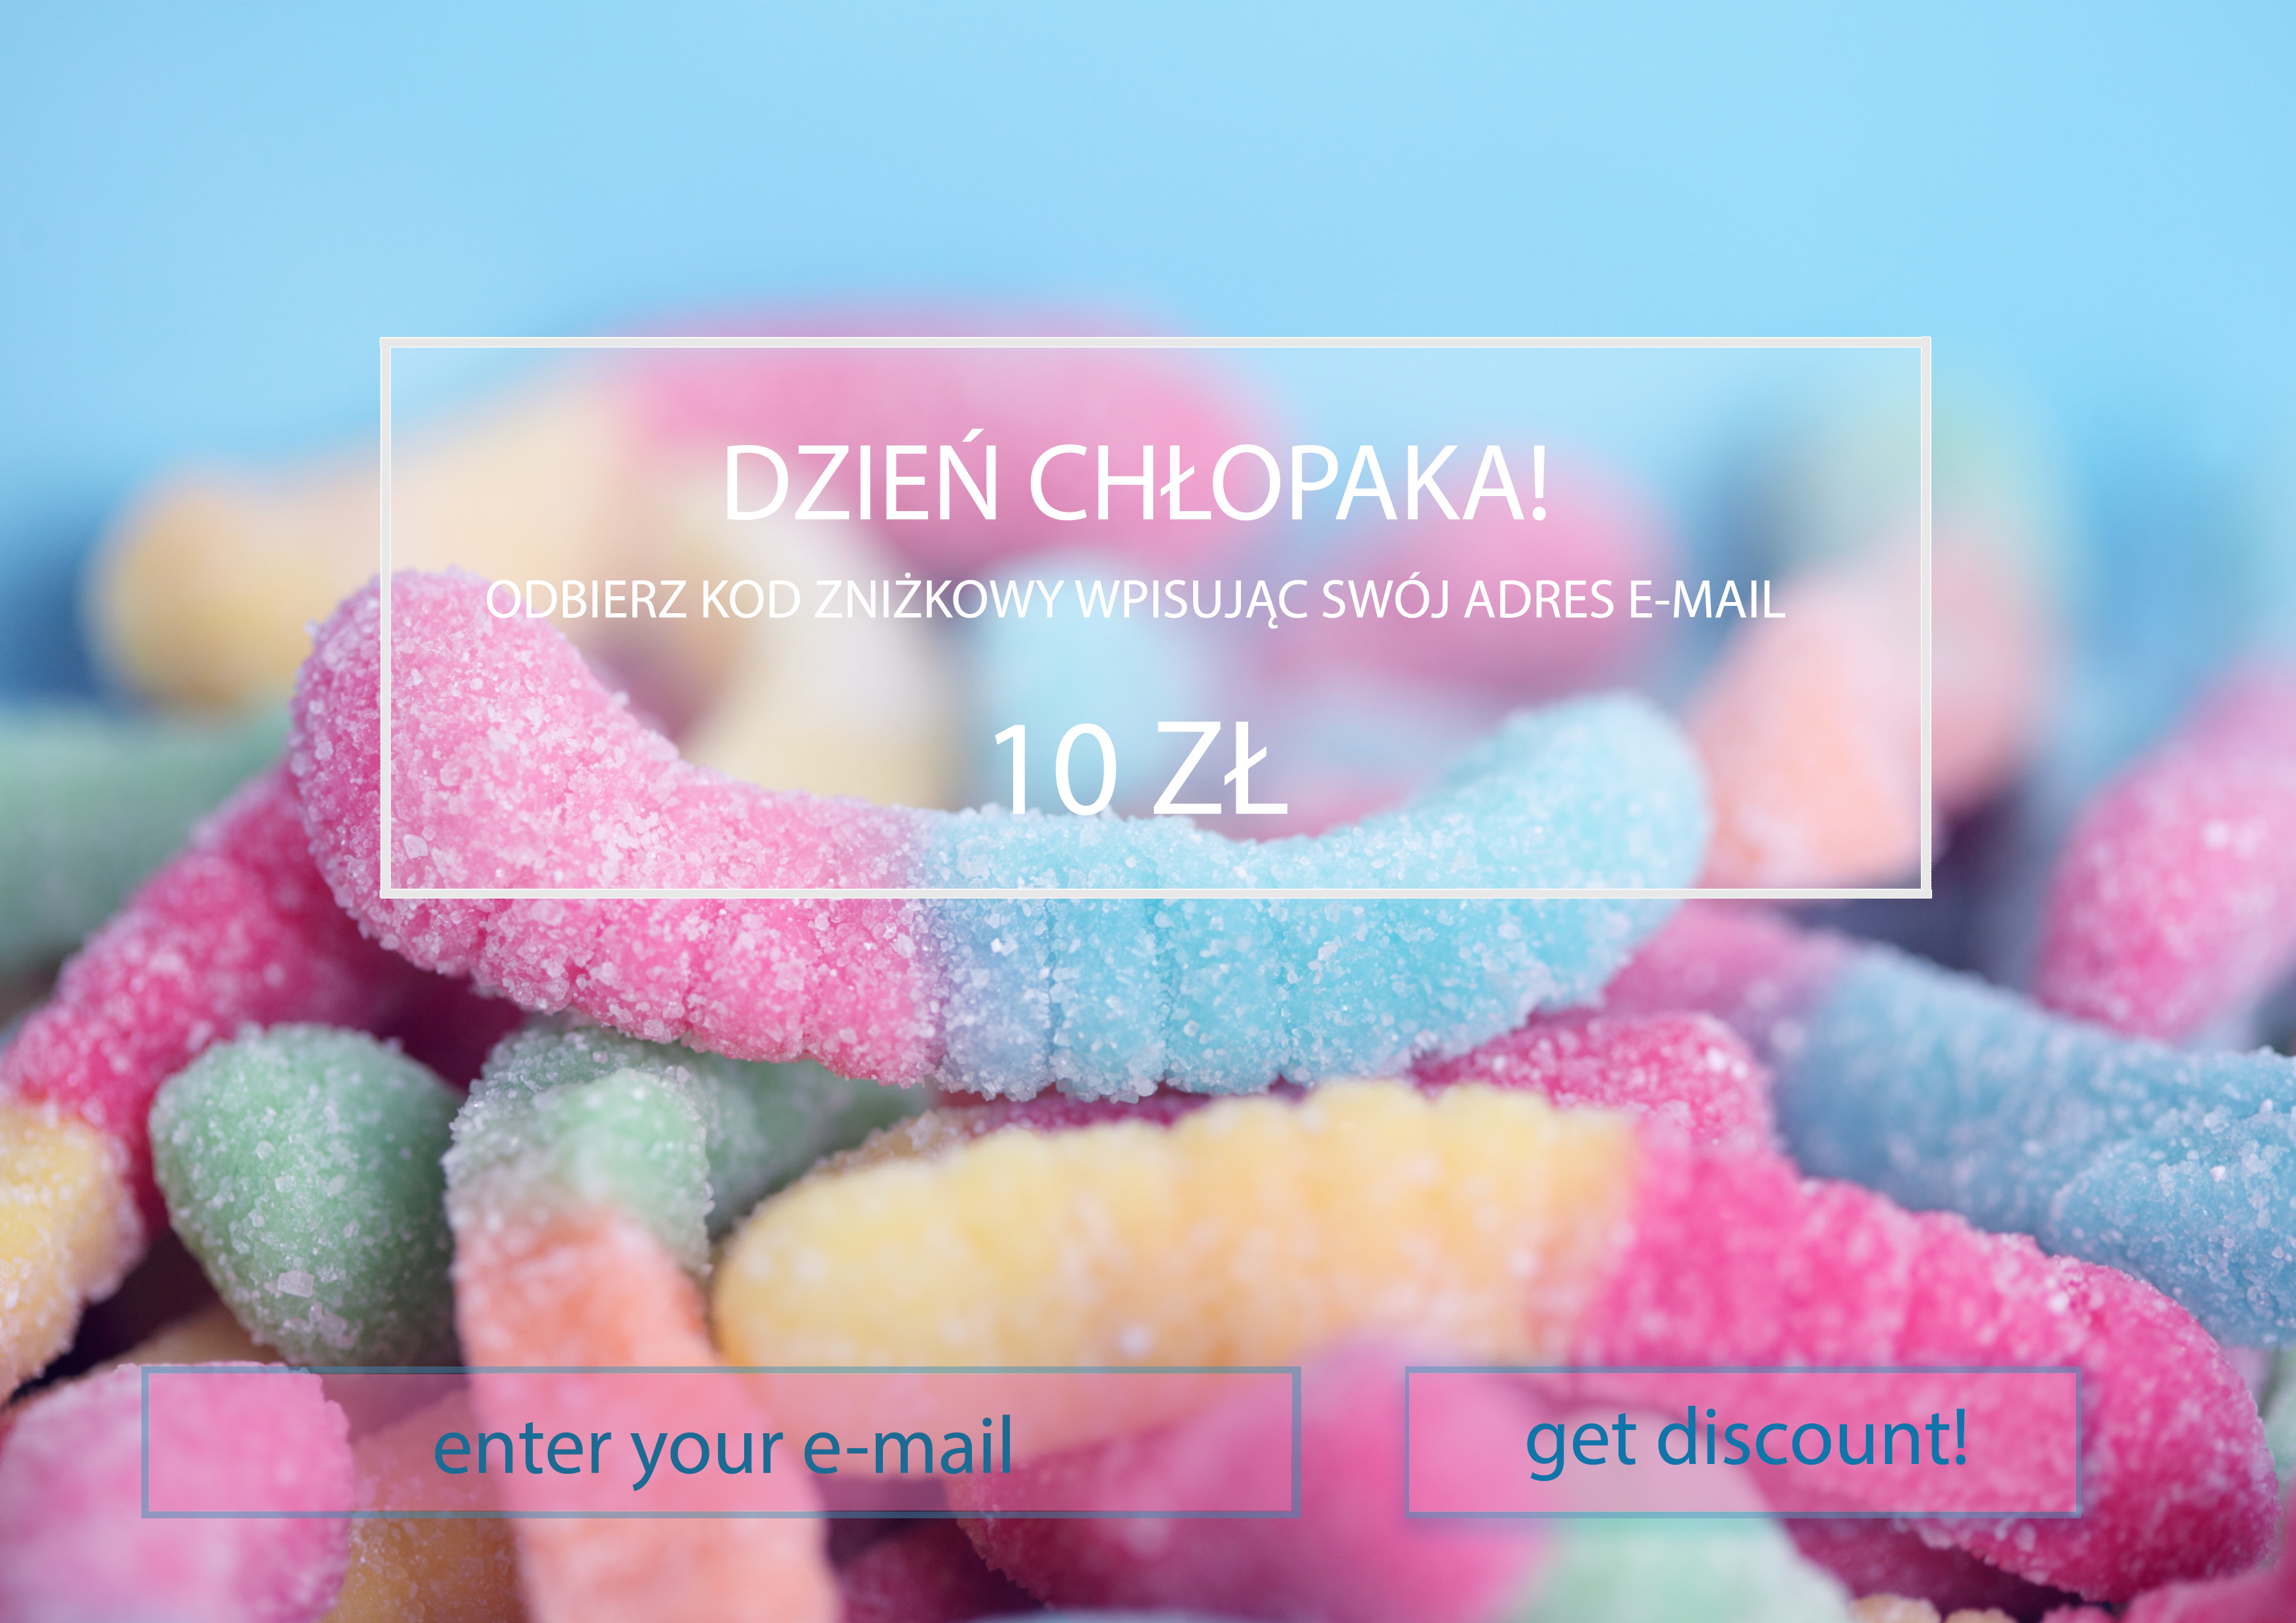 DZIEŃ CHŁOPAKA!
ODBIERZ KOD ZNIŻKOWY WPISUJĄC SWÓJ ADRES E-MAIL
10 ZŁ
enter your e-mail
get discount!